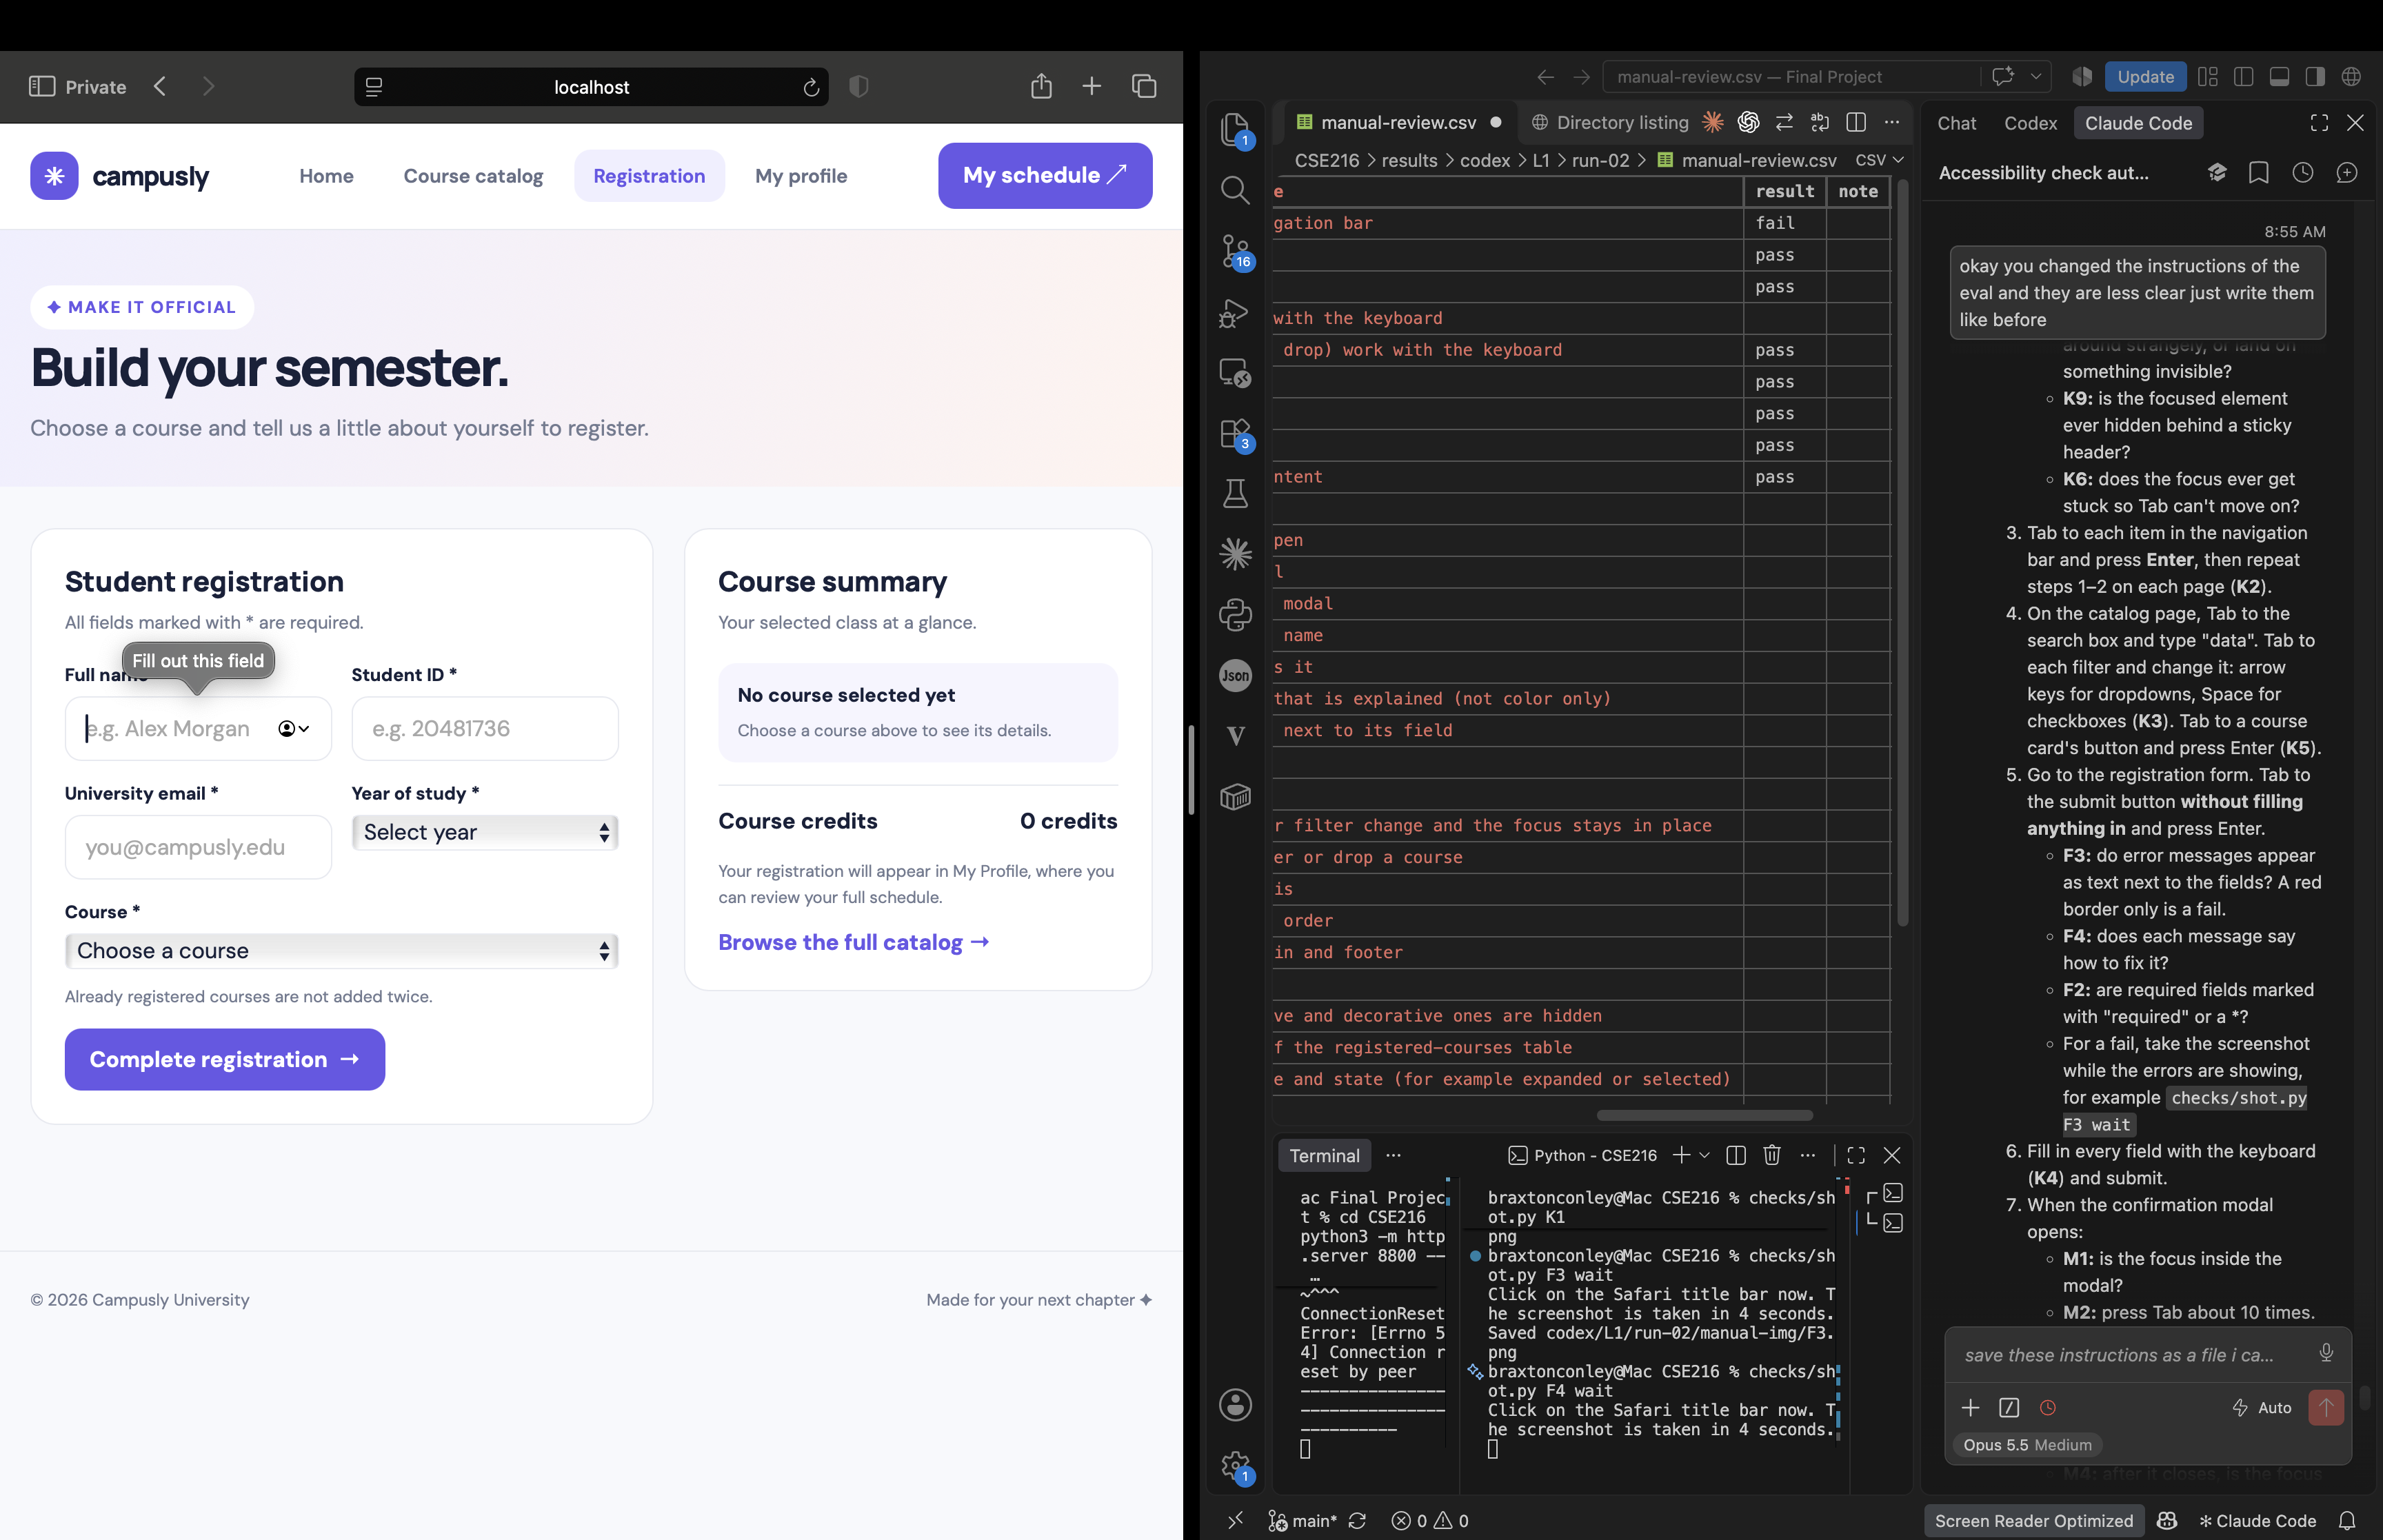 Private
localhost
campusly
Home
Course catalog
Registration
My profile
My schedule ↗
✦ MAKE IT OFFICIAL
Build your semester.
Choose a course and tell us a little about yourself to register.
Student registration
All fields marked with * are required.
Fill out this field
Full name
Student ID *
e.g. Alex Morgan
e.g. 20481736
University email *
Year of study *
you@campusly.edu
Select year
Course *
Choose a course
Already registered courses are not added twice.
Complete registration →
Course summary
Your selected class at a glance.
No course selected yet
Choose a course above to see its details.
Course credits
0 credits
Your registration will appear in My Profile, where you
can review your full schedule.
Browse the full catalog →
© 2026 Campusly University
Made for your next chapter ✦
manual-review.csv — Final Project
Update
1
16
3
Json
V
1
manual-review.csv
Directory listing
CSE216 > results > codex > L1 > run-02 > manual-review.csv
CSV
e
result
note
gation bar
fail
pass
pass
with the keyboard
drop) work with the keyboard
pass
pass
pass
pass
ntent
pass
pen
l
modal
name
s it
that is explained (not color only)
next to its field
r filter change and the focus stays in place
er or drop a course
is
order
in and footer
ve and decorative ones are hidden
f the registered-courses table
e and state (for example expanded or selected)
Terminal
Python - CSE216
ac Final Projec
t % cd CSE216
python3 -m http
.server 8800 --
…
~^^^
ConnectionReset
Error: [Errno 5
4] Connection r
eset by peer
---------------
---------------
----------
braxtonconley@Mac CSE216 % checks/sh
ot.py K1
png
braxtonconley@Mac CSE216 % checks/sh
ot.py F3 wait
Click on the Safari title bar now. T
he screenshot is taken in 4 seconds.
Saved codex/L1/run-02/manual-img/F3.
png
braxtonconley@Mac CSE216 % checks/sh
ot.py F4 wait
Click on the Safari title bar now. T
he screenshot is taken in 4 seconds.
Chat
Codex
Claude Code
Accessibility check aut...
8:55 AM
okay you changed the instructions of the
eval and they are less clear just write them
like before
around strangely, or land on
something invisible?
K9: is the focused element
ever hidden behind a sticky
header?
K6: does the focus ever get
stuck so Tab can't move on?
3. Tab to each item in the navigation
bar and press Enter, then repeat
steps 1–2 on each page (K2).
4. On the catalog page, Tab to the
search box and type "data". Tab to
each filter and change it: arrow
keys for dropdowns, Space for
checkboxes (K3). Tab to a course
card's button and press Enter (K5).
5. Go to the registration form. Tab to
the submit button without filling
anything in and press Enter.
F3: do error messages appear
as text next to the fields? A red
border only is a fail.
F4: does each message say
how to fix it?
F2: are required fields marked
with "required" or a *?
For a fail, take the screenshot
while the errors are showing,
for example checks/shot.py
F3 wait
6. Fill in every field with the keyboard
(K4) and submit.
7. When the confirmation modal
opens:
M1: is the focus inside the
modal?
M2: press Tab about 10 times.
save these instructions as a file i ca...
Auto
Opus 5.5 Medium
M4: after it closes, is the focus
main*
0
0
Screen Reader Optimized
Claude Code